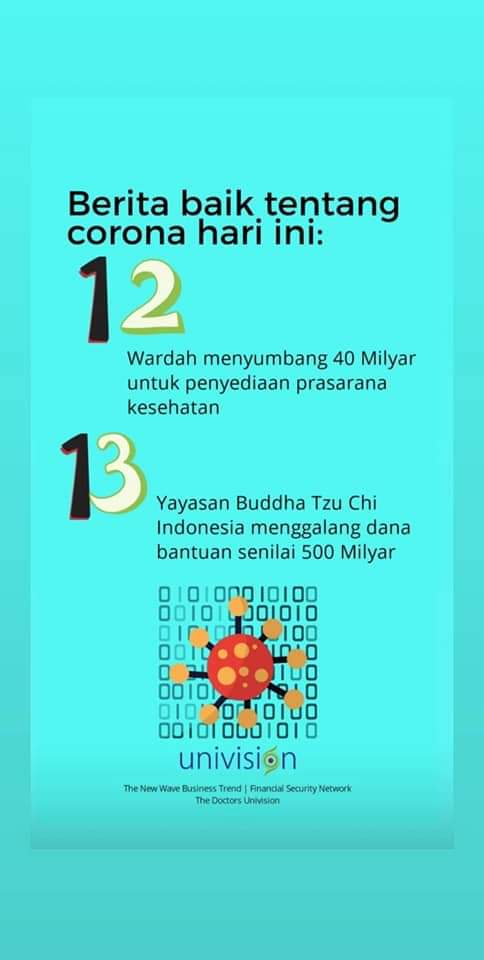 Berita baik tentang
corona hari ini:
12
Wardah menyumbang 40 Milyar
untuk penyediaan prasarana
kesehatan
13
Yayasan Buddha Tzu Chi
Indonesia menggalang dana
bantuan senilai 500 Milyar
univision
The New Wave Business Trend | Financial Security Network
The Doctors Univision